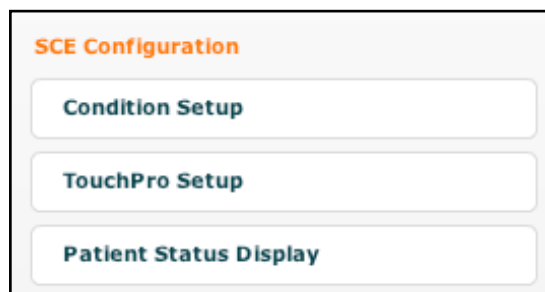 SCE Configuration
Condition Setup
TouchPro Setup
Patient Status Display